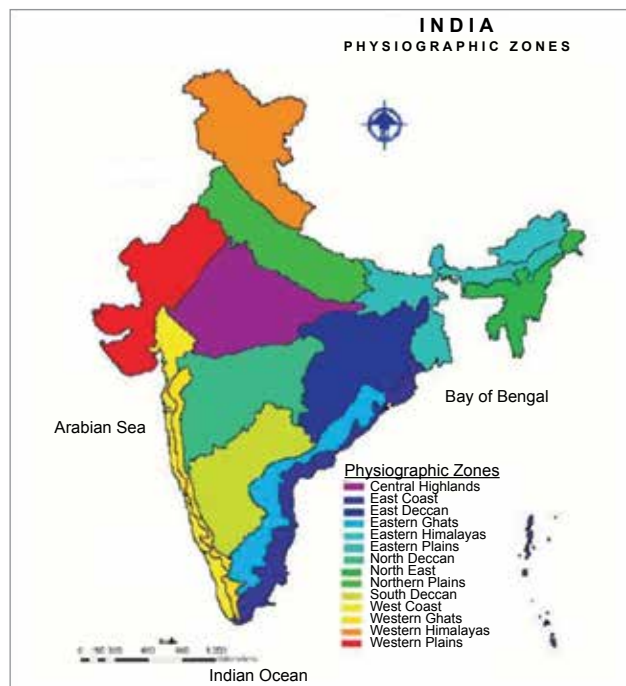 INDIA
PHYSIOGRAPHIC ZONES
Arabian Sea
Bay of Bengal
Physiographic Zones
Central Highlands
East Coast
East Deccan
Eastern Ghats
Eastern Himalayas
Eastern Plains
North Deccan
North East
Northern Plains
South Deccan
West Coast
Western Ghats
Western Himalayas
Western Plains
Indian Ocean